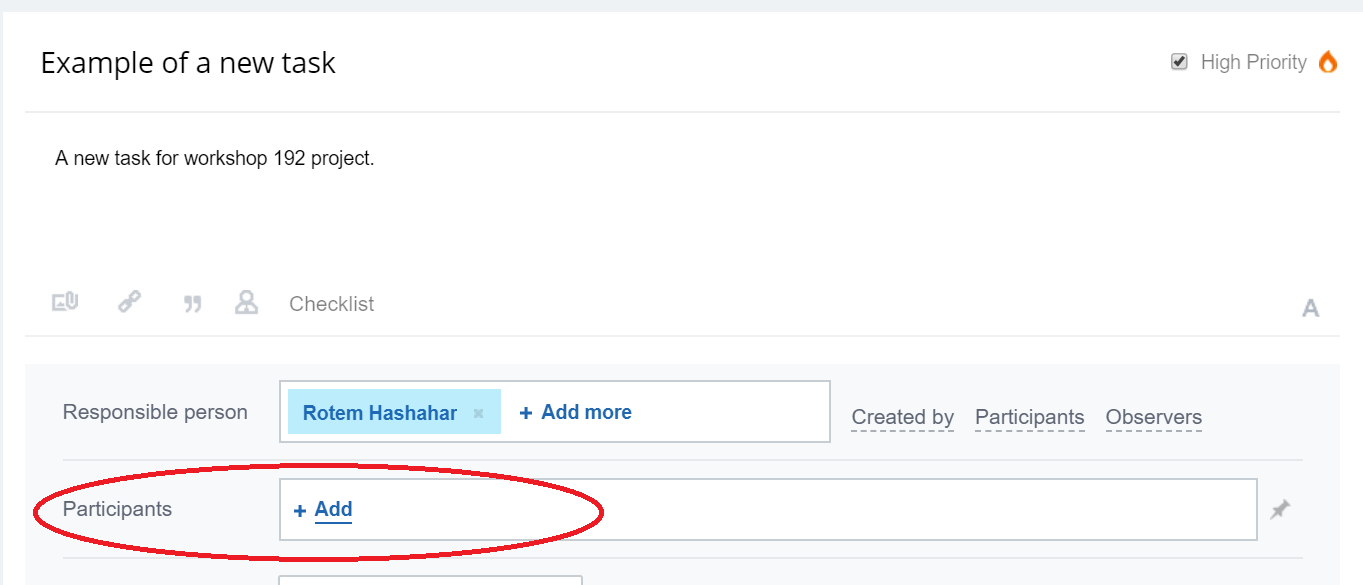 Example of a new task
High Priority
A new task for workshop 192 project.
Checklist
A
Responsible person Rotem Hashahar × + Add more Created by Participants Observers
Participants + Add